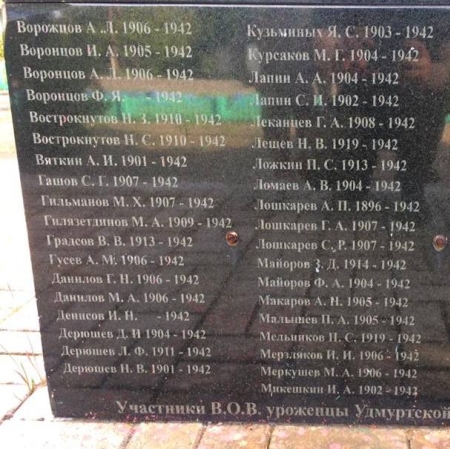 Ворожцов А .Л. 1906 - 1942
Воронцов И .А. 1905 - 1942
Воронцов А.Л. 1906 - 1942
Воронцов Ф.Я. - 1942
Вострокнутов Н. З. 1910 - 1942
Вострокнутов Н. С. 1910 - 1942
Вяткин А.И. 1901 - 1942
Гашов С. Г. 1907 - 1942
Гильманов М. Х. 1907 - 1942
Гилязетдинов М. А. 1909 - 1942
Градсов В. В. 1913 - 1942
Гусев А. М. 1906 - 1942
Данилов Г. Н. 1906 - 1942
Данилов М. А. 1906 - 1942
Денисов И. Н. - 1942
Дерюшев Д. И 1904 - 1942
Дерюшев Л. Ф. 1911 - 1942
Дерюшев Н. В. 1901 - 1942
Кузьминых Я. С. 1903 - 1942
Курсаков М. Г. 1904 - 1942
Лапин А. А. 1904 - 1942
Лапин С. И. 1902 - 1942
Леканцев Г. А. 1908 - 1942
Лещев Н. В. 1919 - 1942
Ложкин П. С. 1913 - 1942
Ломаев А. В. 1904 - 1942
Лошкарев А. П. 1896 - 1942
Лошкарев Г.А. 1907 - 1942
Лошкарев С. Р. 1907 - 1942
Майоров З. Д. 1914 - 1942
Майоров Ф. А. 1904 - 1942
Макаров А. Н. 1905 - 1942
Малышев П. А. 1905 - 1942
Мельников П. С. 1919 - 1942
Мерзляков И. И. 1906 - 1942
Меркушев М. А. 1906 - 1942
Микешкин И. А. 1902 - 1942
Участники В.О.В. уроженцы Удмуртской